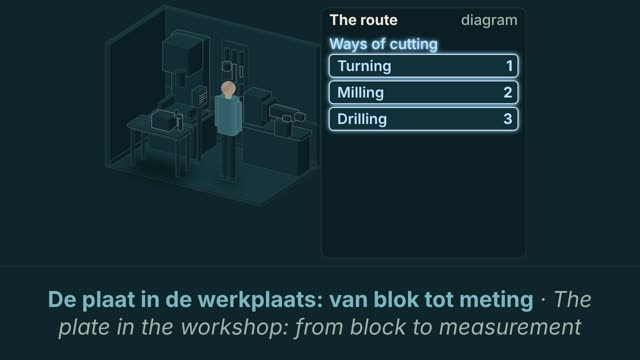 The route diagram
Ways of cutting
Turning 1
Milling 2
Drilling 3
De plaat in de werkplaats: van blok tot meting · The
plate in the workshop: from block to measurement